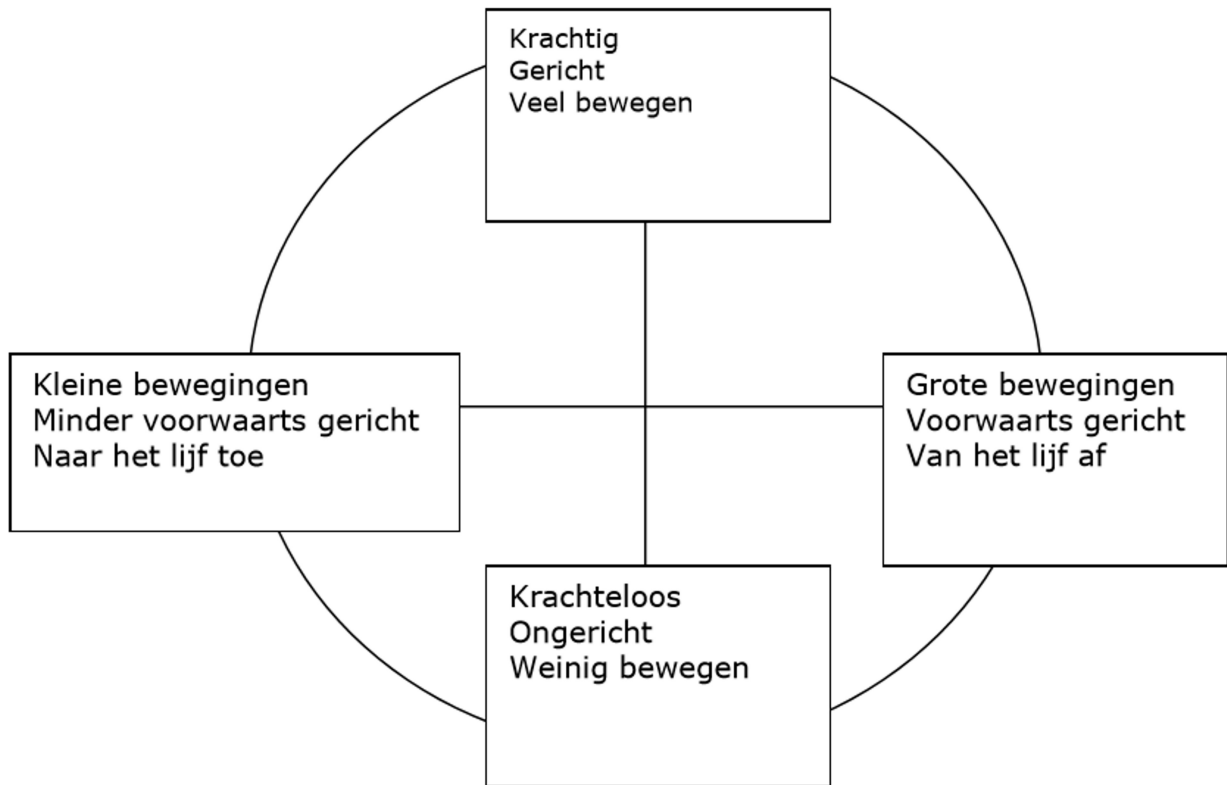 Krachtig
Gericht
Veel bewegen
Kleine bewegingen
Minder voorwaarts gericht
Naar het lijf toe
Grote bewegingen
Voorwaarts gericht
Van het lijf af
Krachteloos
Ongericht
Weinig bewegen